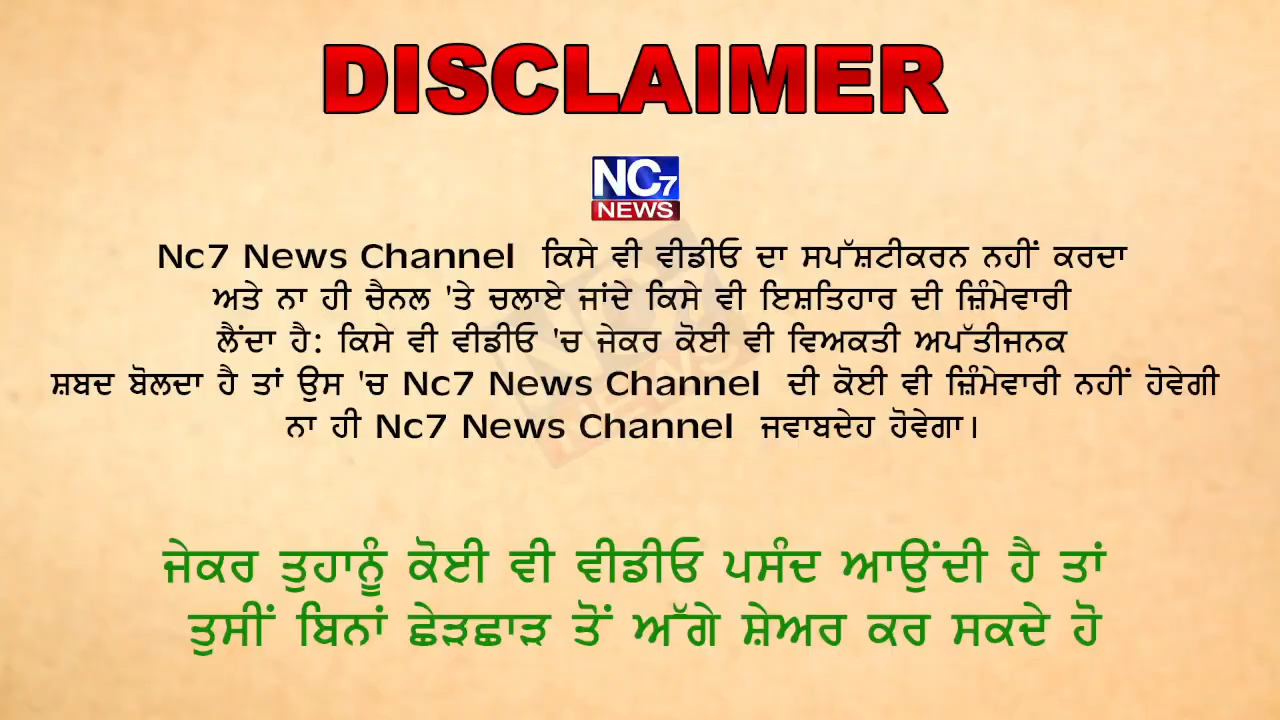 DISCLAIMER
NC7
NEWS
Nc7 News Channel ਕਿਸੇ ਵੀ ਵੀਡੀਓ ਦਾ ਸਪੱਸ਼ਟੀਕਰਨ ਨਹੀਂ ਕਰਦਾ
ਅਤੇ ਨਾ ਹੀ ਚੈਨਲ 'ਤੇ ਚਲਾਏ ਜਾਂਦੇ ਕਿਸੇ ਵੀ ਇਸ਼ਤਿਹਾਰ ਦੀ ਜ਼ਿੰਮੇਵਾਰੀ
ਲੈਂਦਾ ਹੈ: ਕਿਸੇ ਵੀ ਵੀਡੀਓ 'ਚ ਜੇਕਰ ਕੋਈ ਵੀ ਵਿਅਕਤੀ ਅਪੱਤੀਜਨਕ
ਸ਼ਬਦ ਬੋਲਦਾ ਹੈ ਤਾਂ ਉਸ 'ਚ Nc7 News Channel ਦੀ ਕੋਈ ਵੀ ਜ਼ਿੰਮੇਵਾਰੀ ਨਹੀਂ ਹੋਵੇਗੀ
ਨਾ ਹੀ Nc7 News Channel ਜਵਾਬਦੇਹ ਹੋਵੇਗਾ।
ਜੇਕਰ ਤੁਹਾਨੂੰ ਕੋਈ ਵੀ ਵੀਡੀਓ ਪਸੰਦ ਆਉਂਦੀ ਹੈ ਤਾਂ
ਤੁਸੀਂ ਬਿਨਾਂ ਛੇੜਛਾੜ ਤੋਂ ਅੱਗੇ ਸ਼ੇਅਰ ਕਰ ਸਕਦੇ ਹੋ